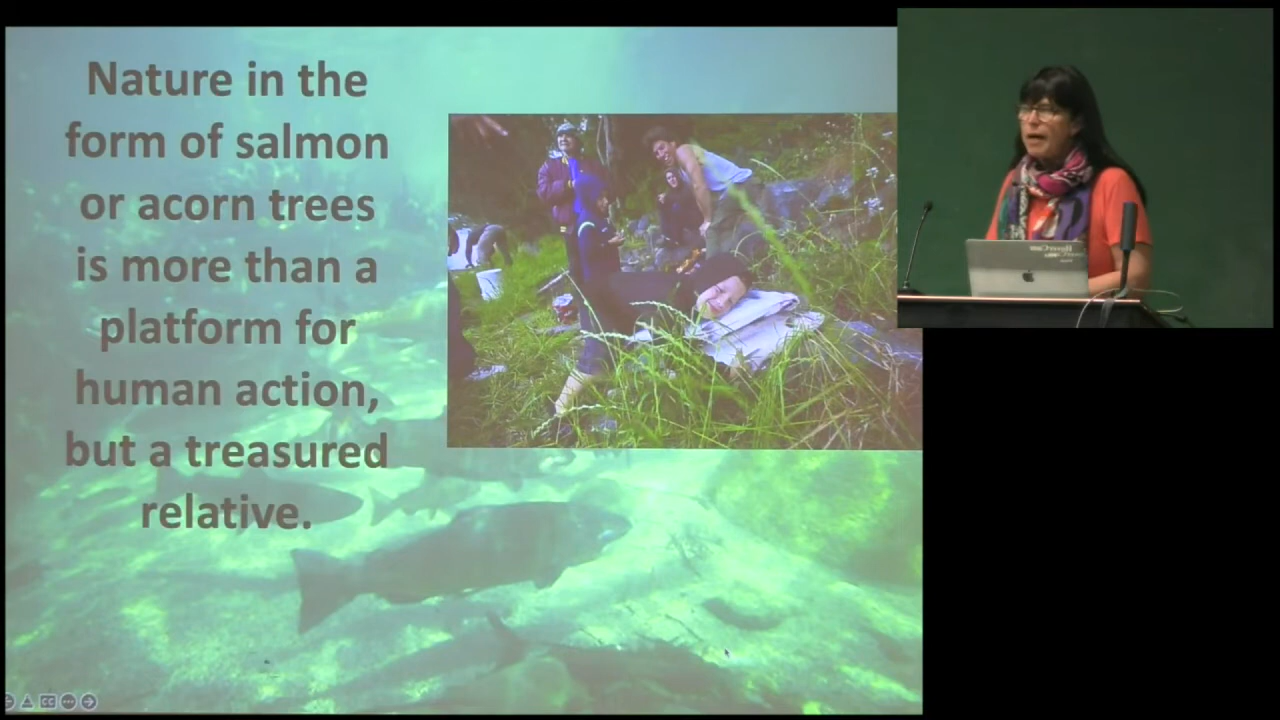 Nature in the
form of salmon
or acorn trees
is more than a
platform for
human action,
but a treasured
relative.
CC